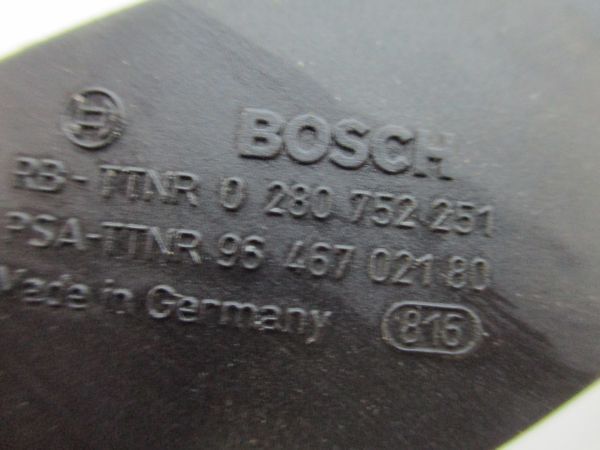 BOSCH
RB-TTNR 0 280 752 251
PSA-TTNR 96 467 021 80
Made in Germany 816